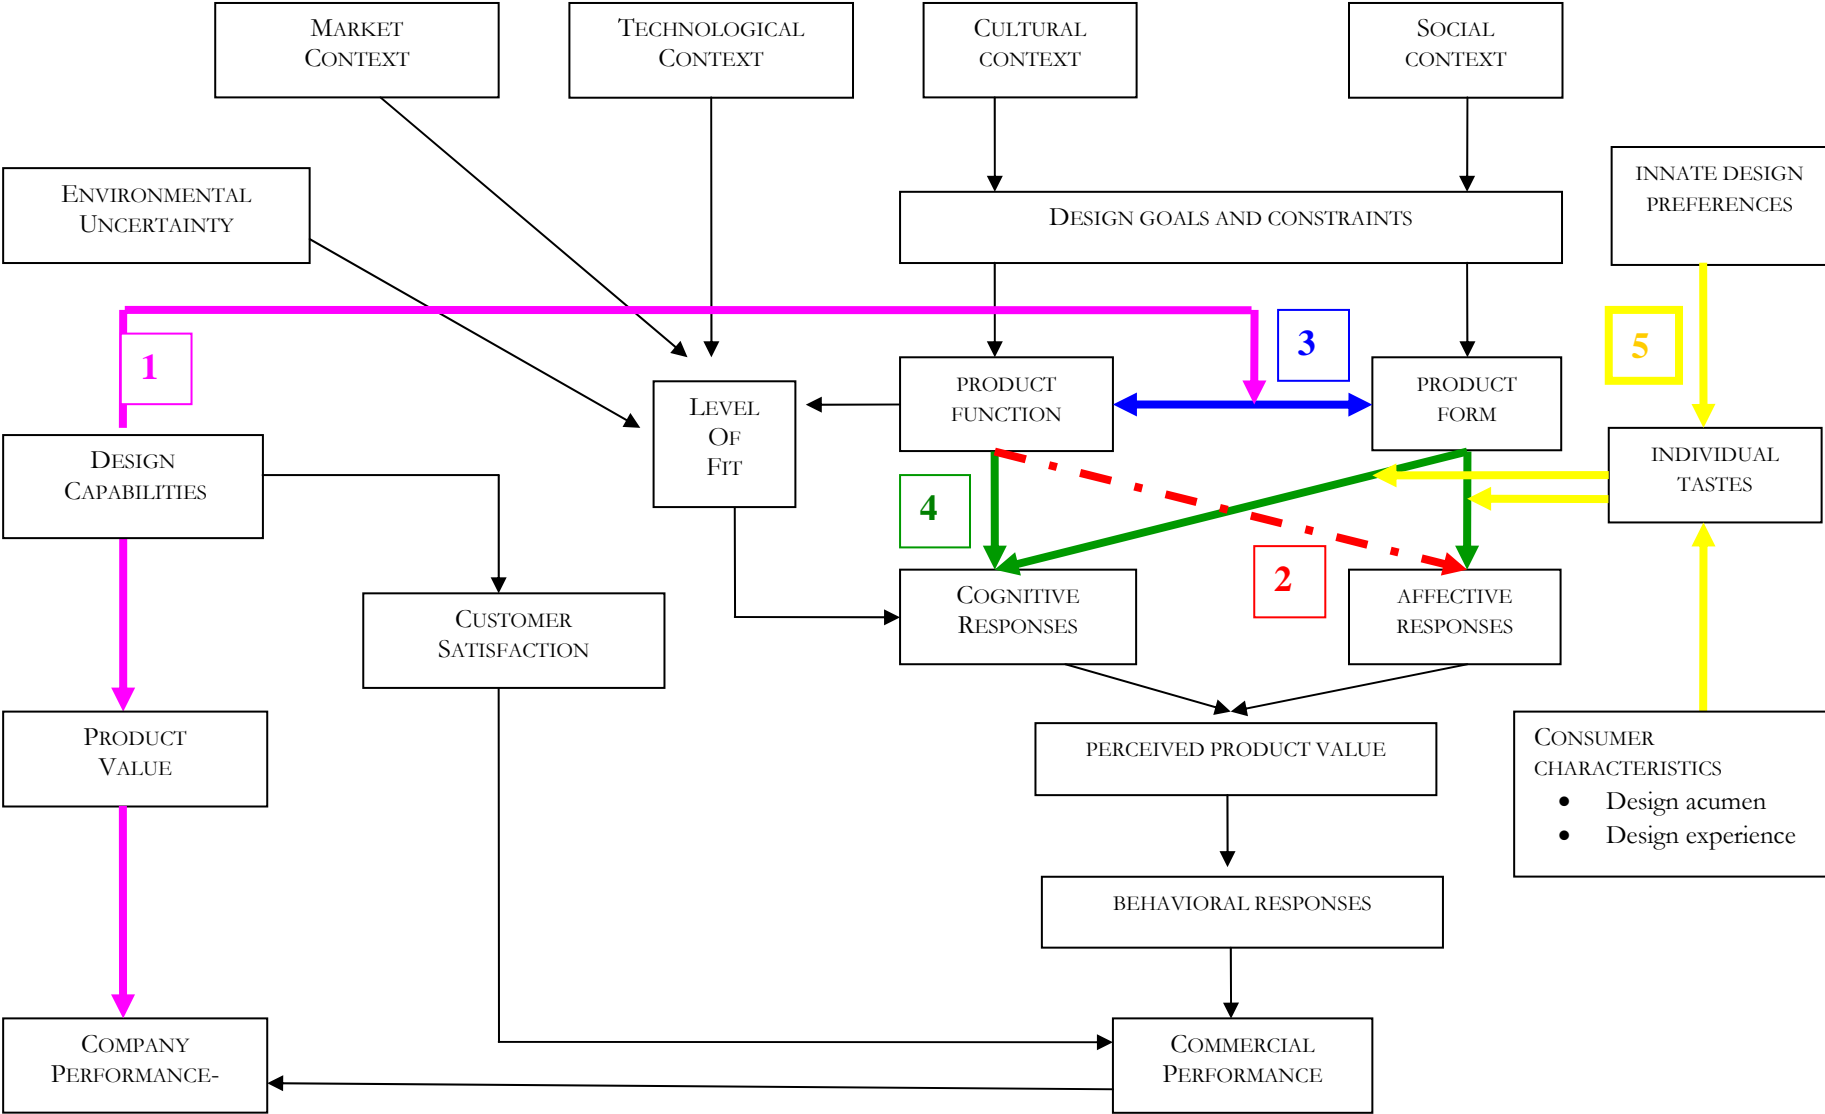 MARKET
CONTEXT
TECHNOLOGICAL
CONTEXT
CULTURAL
CONTEXT
SOCIAL
CONTEXT
ENVIRONMENTAL
UNCERTAINTY
DESIGN GOALS AND CONSTRAINTS
INNATE DESIGN
PREFERENCES
1
3
5
LEVEL
OF
FIT
PRODUCT
FUNCTION
PRODUCT
FORM
DESIGN
CAPABILITIES
INDIVIDUAL
TASTES
4
2
CUSTOMER
SATISFACTION
COGNITIVE
RESPONSES
AFFECTIVE
RESPONSES
PRODUCT
VALUE
PERCEIVED PRODUCT VALUE
CONSUMER
CHARACTERISTICS
• Design acumen
• Design experience
BEHAVIORAL RESPONSES
COMPANY
PERFORMANCE-
COMMERCIAL
PERFORMANCE